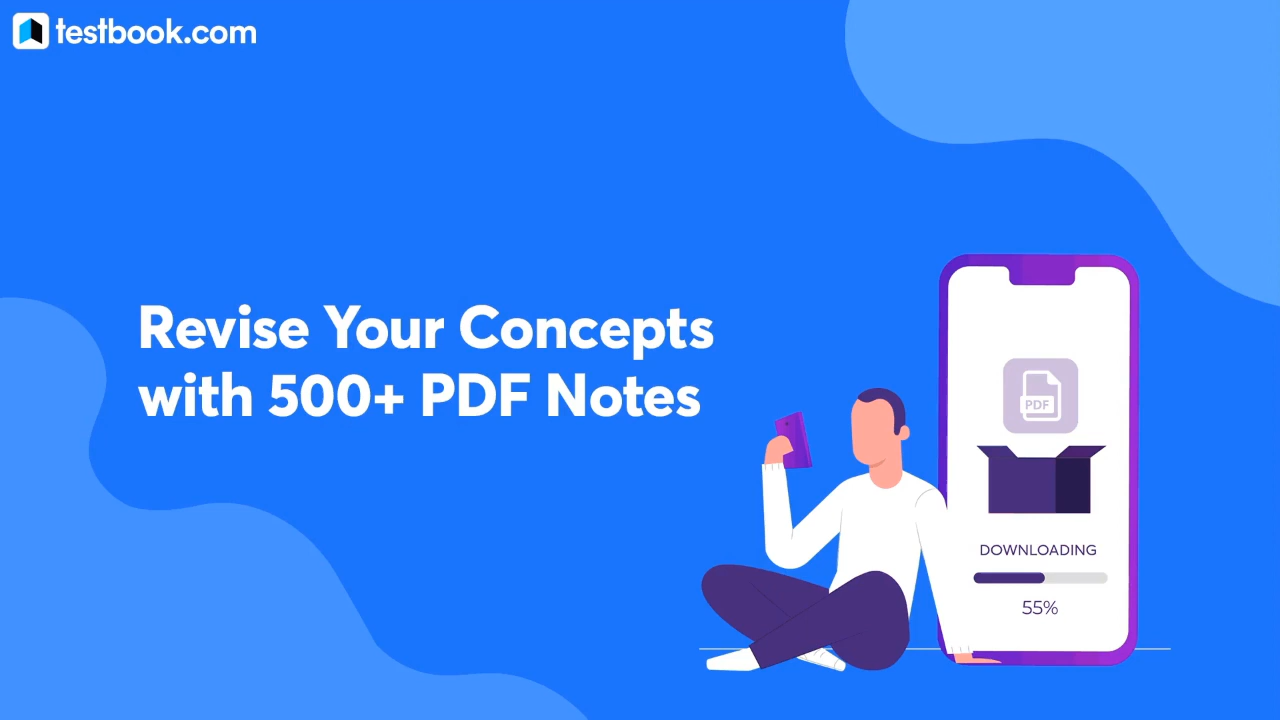 testbook.com
Revise Your Concepts
with 500+ PDF Notes
PDF
DOWNLOADING
55%